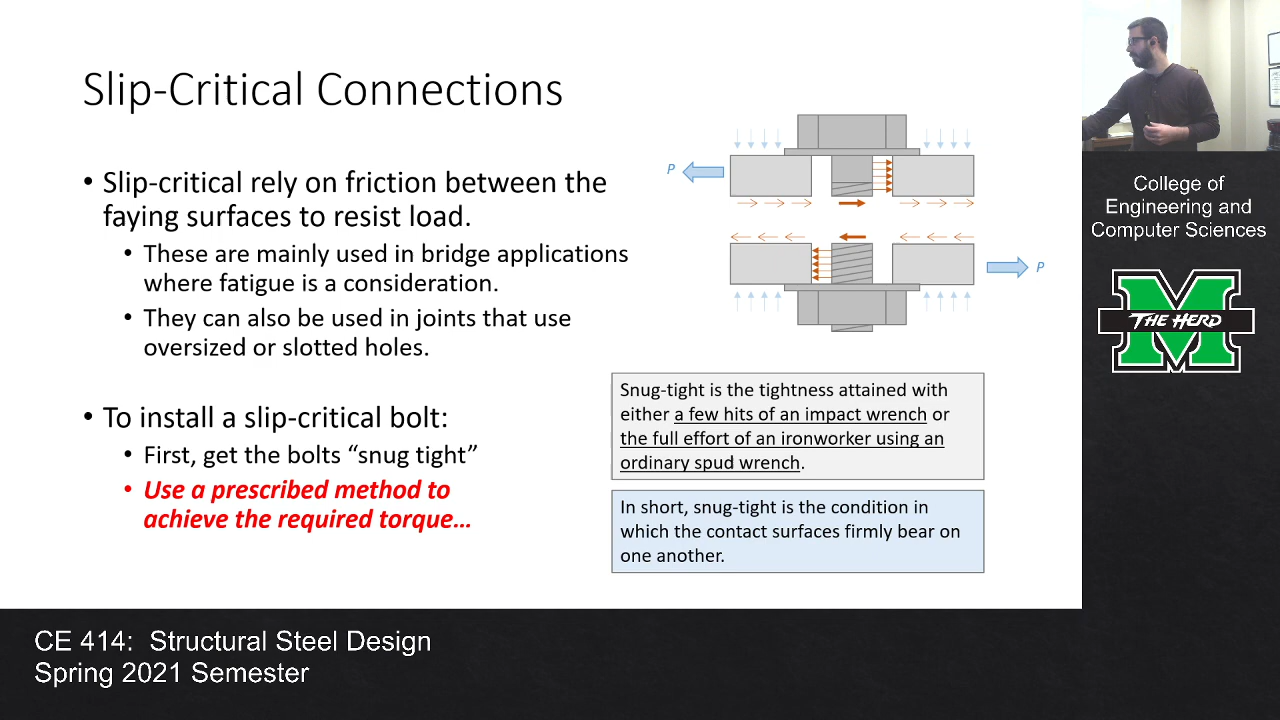 Slip-Critical Connections
• Slip-critical rely on friction between the
faying surfaces to resist load.
• These are mainly used in bridge applications
where fatigue is a consideration.
• They can also be used in joints that use
oversized or slotted holes.
• To install a slip-critical bolt:
• First, get the bolts “snug tight”
• Use a prescribed method to
achieve the required torque…
P
P
Snug-tight is the tightness attained with
either a few hits of an impact wrench or
the full effort of an ironworker using an
ordinary spud wrench.
In short, snug-tight is the condition in
which the contact surfaces firmly bear on
one another.
College of
Engineering and
Computer Sciences
M
THE HERD
CE 414: Structural Steel Design
Spring 2021 Semester